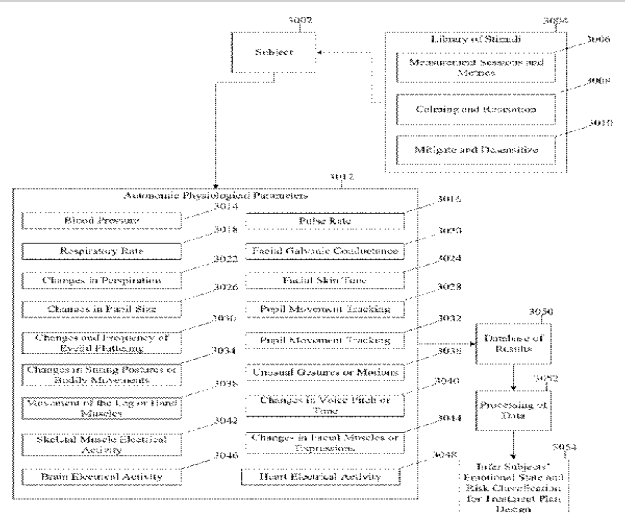 3002
3004
Subject
Library of Stimuli
3006
Measurement Sessions and
Metrics
3008
Calming and Relaxation
3010
Mitigate and Desensitize
3012
Autonomic Physiological Parameters
3014
3016
Blood Pressure
Pulse Rate
3018
3020
Respiratory Rate
Facial Galvanic Conductance
3022
3024
Changes in Perspiration
Facial Skin Tone
3026
3028
Changes in Pupil Size
Pupil Movement Tracking
3030
3032
Changes and Frequency of
Eyelid Fluttering
Pupil Movement Tracking
3034
3036
Changes in Sitting Postures or
Bodily Movements
Unusual Gestures or Motions
3038
3040
Movement of the Leg or Hand
Muscles
Changes in Voice Pitch or
Tone
3042
3044
Skeletal Muscle Electrical
Activity
Changes in Facial Muscles or
Expressions
3046
3048
Brain Electrical Activity
Heart Electrical Activity
3050
Database of
Results
3052
Processing of
Data
3054
Infer Subjects'
Emotional State and
Risk Classification
for Treatment Plan
Design